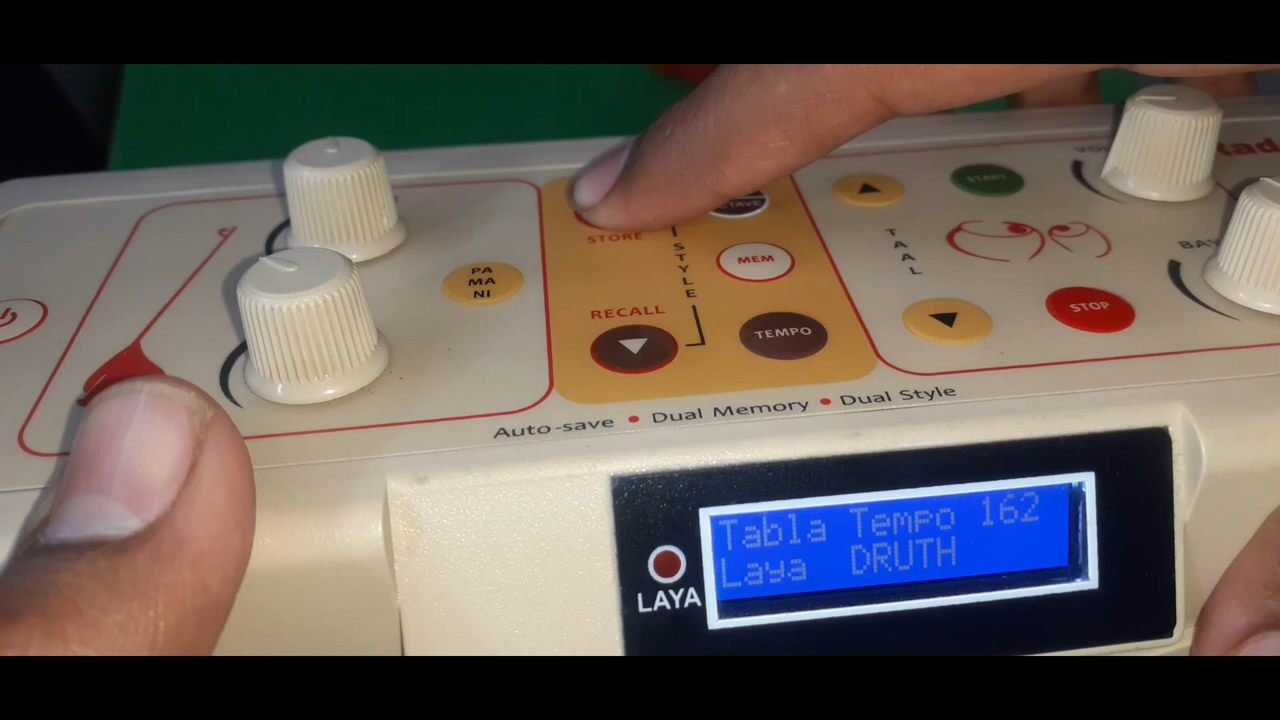 START
STORE
STYLE
TAAL
PA
MA
NI
MEM
RECALL
TEMPO
STOP
Auto-save • Dual Memory • Dual Style
Tabla Tempo 162
Laya DRUTH
LAYA